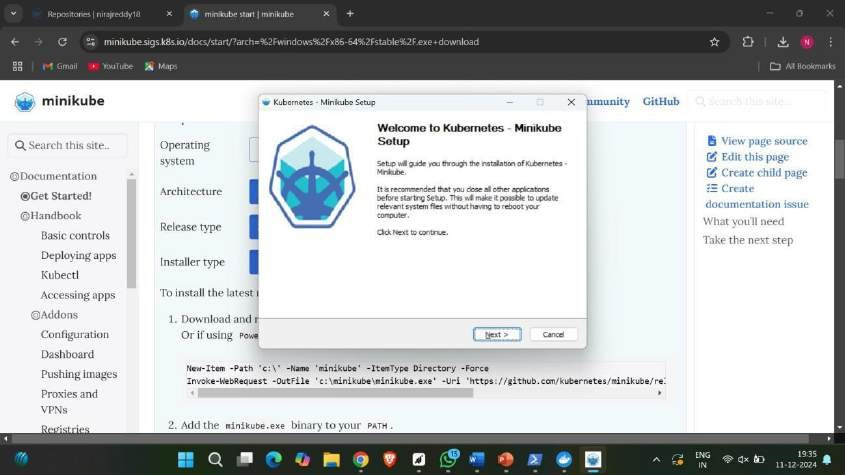 Repositories | nirajreddy18
minikube start | minikube
minikube.sigs.k8s.io/docs/start/?arch=%2Fwindows%2Fx86-64%2Fstable%2F.exe+download
N
Gmail
YouTube
Maps
All Bookmarks
minikube
mmunity
GitHub
Search this site…
Search this site..
Documentation
Get Started!
Handbook
Basic controls
Deploying apps
Kubectl
Accessing apps
Addons
Configuration
Dashboard
Pushing images
Proxies and
VPNs
Registries
Operating
system
Architecture
Release type
Installer type
To install the latest
1. Download and
Or if using
New-Item -Path 'c:\' -Name 'minikube' -ItemType Directory -Force
Invoke-WebRequest -OutFile 'c:\minikube\minikube.exe' -Uri 'https://github.com/kubernetes/minikube/rel
2. Add the minikube.exe binary to your PATH.
Kubernetes - Minikube Setup
Welcome to Kubernetes - Minikube
Setup
Setup will guide you through the installation of Kubernetes -
Minikube.
It is recommended that you close all other applications
before starting Setup. This will make it possible to update
relevant system files without having to reboot your
computer.
Click Next to continue.
Next >
Cancel
View page source
Edit this page
Create child page
Create
documentation issue
What you'll need
Take the next step
15
ENG
IN
19:35
11-12-2024